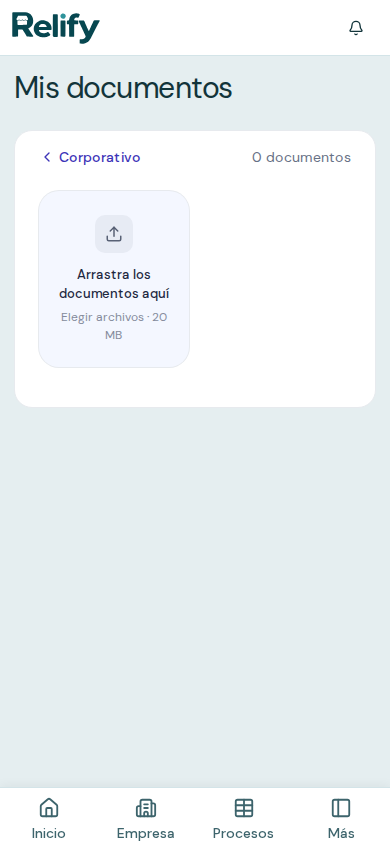 Relify
Mis documentos
Corporativo
0 documentos
Arrastra los
documentos aquí
Elegir archivos · 20
MB
Inicio
Empresa
Procesos
Más